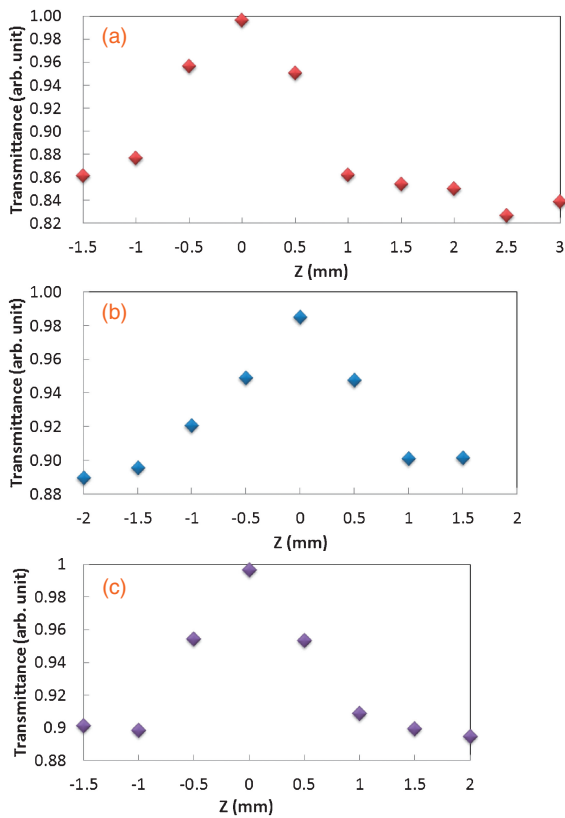 (a)
Transmittance (arb. unit)
1.00
0.98
0.96
0.94
0.92
0.90
0.88
0.86
0.84
0.82
-1.5 -1 -0.5 0 0.5 1 1.5 2 2.5 3
Z (mm)
(b)
Transmittance (arb. unit)
1.00
0.98
0.96
0.94
0.92
0.90
0.88
-2 -1.5 -1 -0.5 0 0.5 1 1.5 2
Z (mm)
(c)
Transmittance (arb. unit)
1
0.98
0.96
0.94
0.92
0.9
0.88
-1.5 -1 -0.5 0 0.5 1 1.5 2
Z (mm)